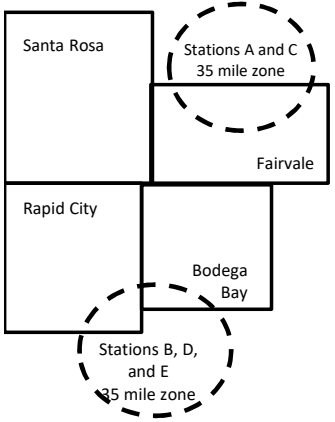 Santa Rosa
Stations A and C
35 mile zone
Fairvale
Rapid City
Bodega
Bay
Stations B, D,
and E
35 mile zone